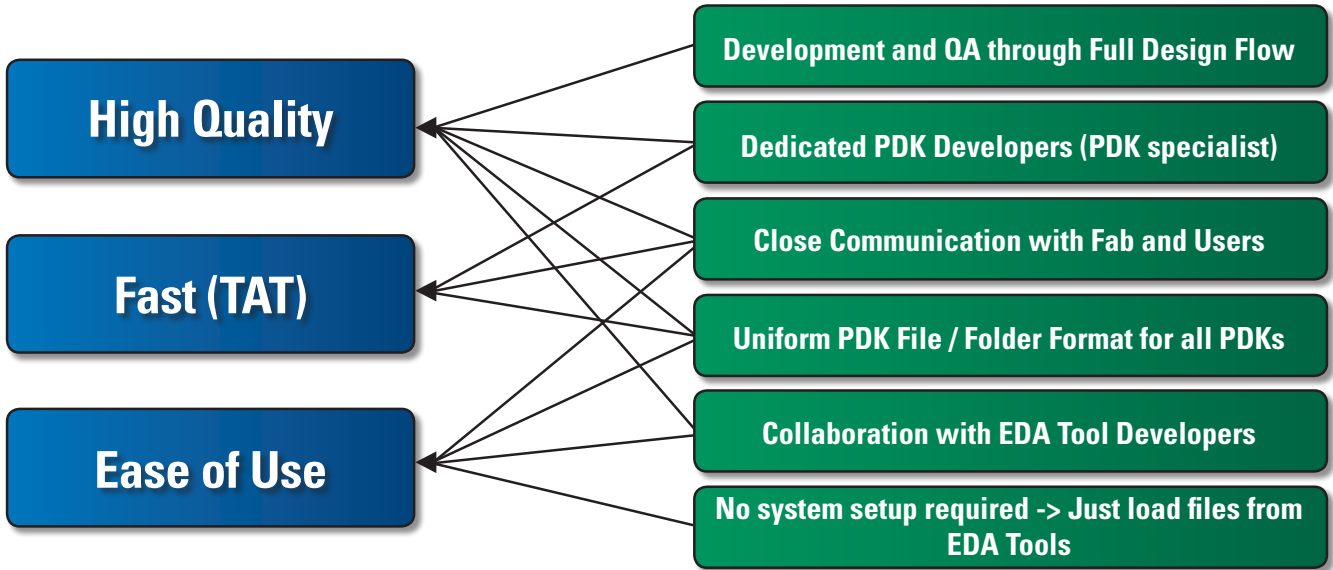 High Quality
Fast (TAT)
Ease of Use
Development and QA through Full Design Flow
Dedicated PDK Developers (PDK specialist)
Close Communication with Fab and Users
Uniform PDK File / Folder Format for all PDKs
Collaboration with EDA Tool Developers
No system setup required -> Just load files from
EDA Tools